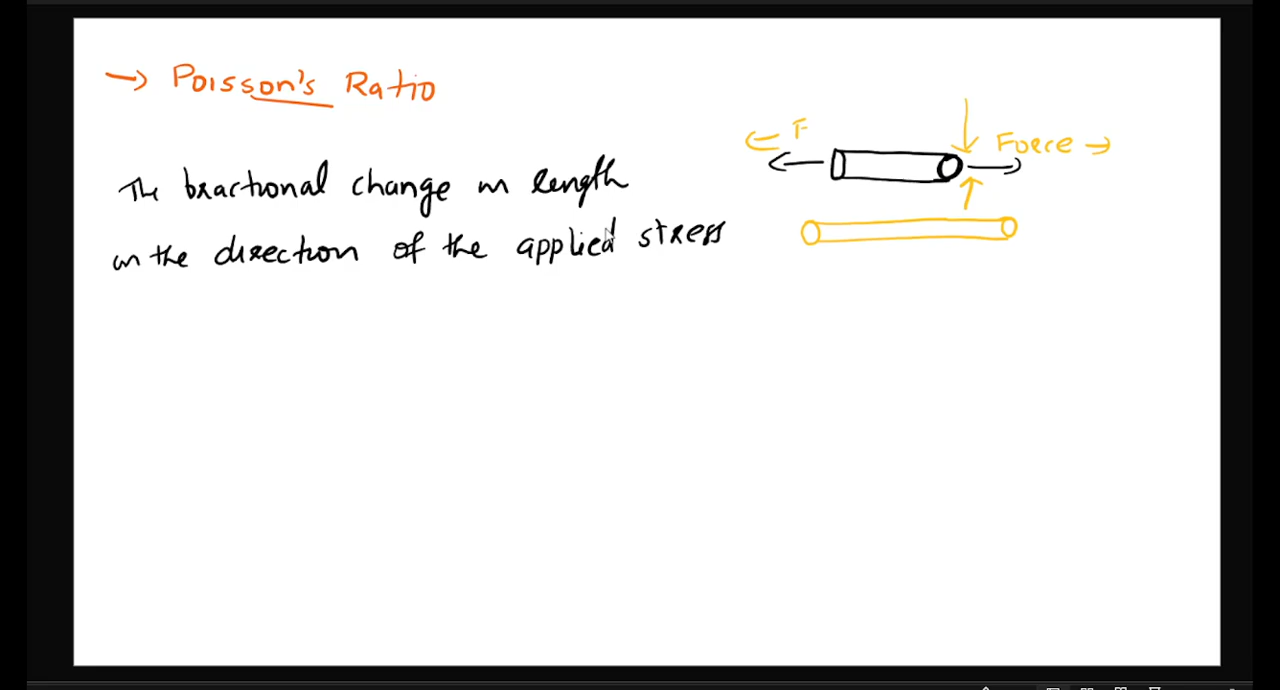 → Poisson's Ratio
The fractional change in length
in the direction of the applied stress
← F
Force →